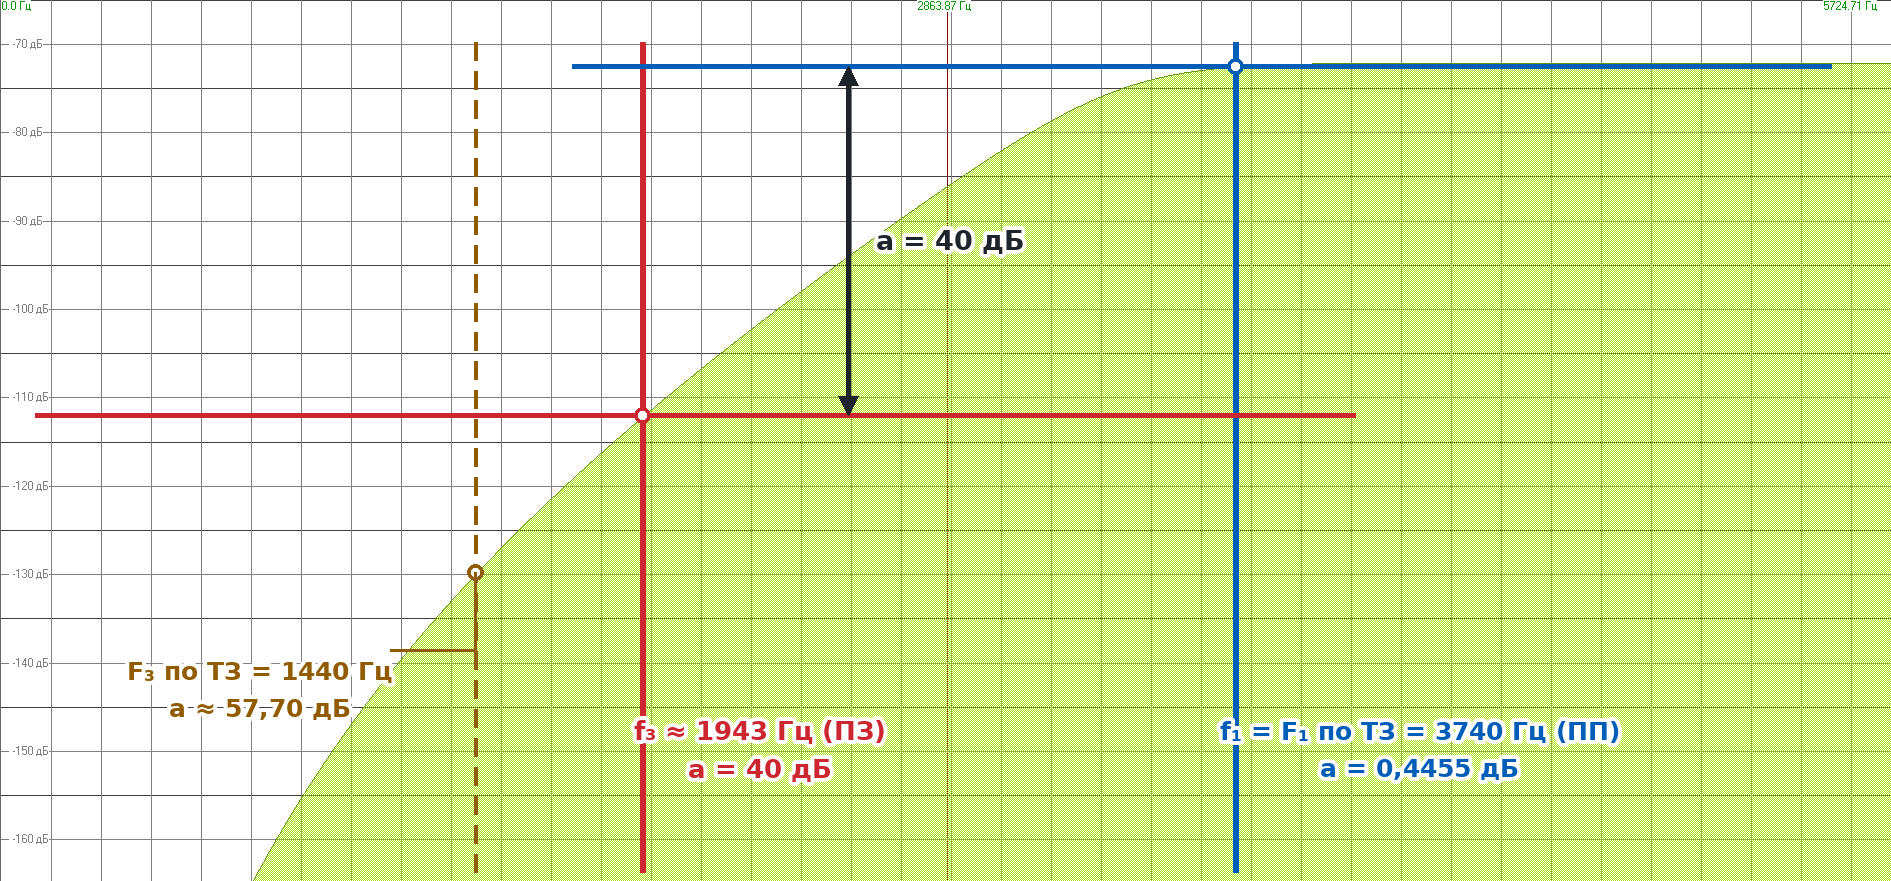 0.0 Гц
2863.87 Гц
5724.71 Гц
-70 дБ
-80 дБ
-90 дБ
a = 40 дБ
-100 дБ
-110 дБ
-120 дБ
-130 дБ
-140 дБ
F₃ по ТЗ = 1440 Гц
a ≈ 57,70 дБ
f₃ ≈ 1943 Гц (ПЗ)
a = 40 дБ
f₁ = F₁ по ТЗ = 3740 Гц (ПП)
a = 0,4455 дБ
-150 дБ
-160 дБ